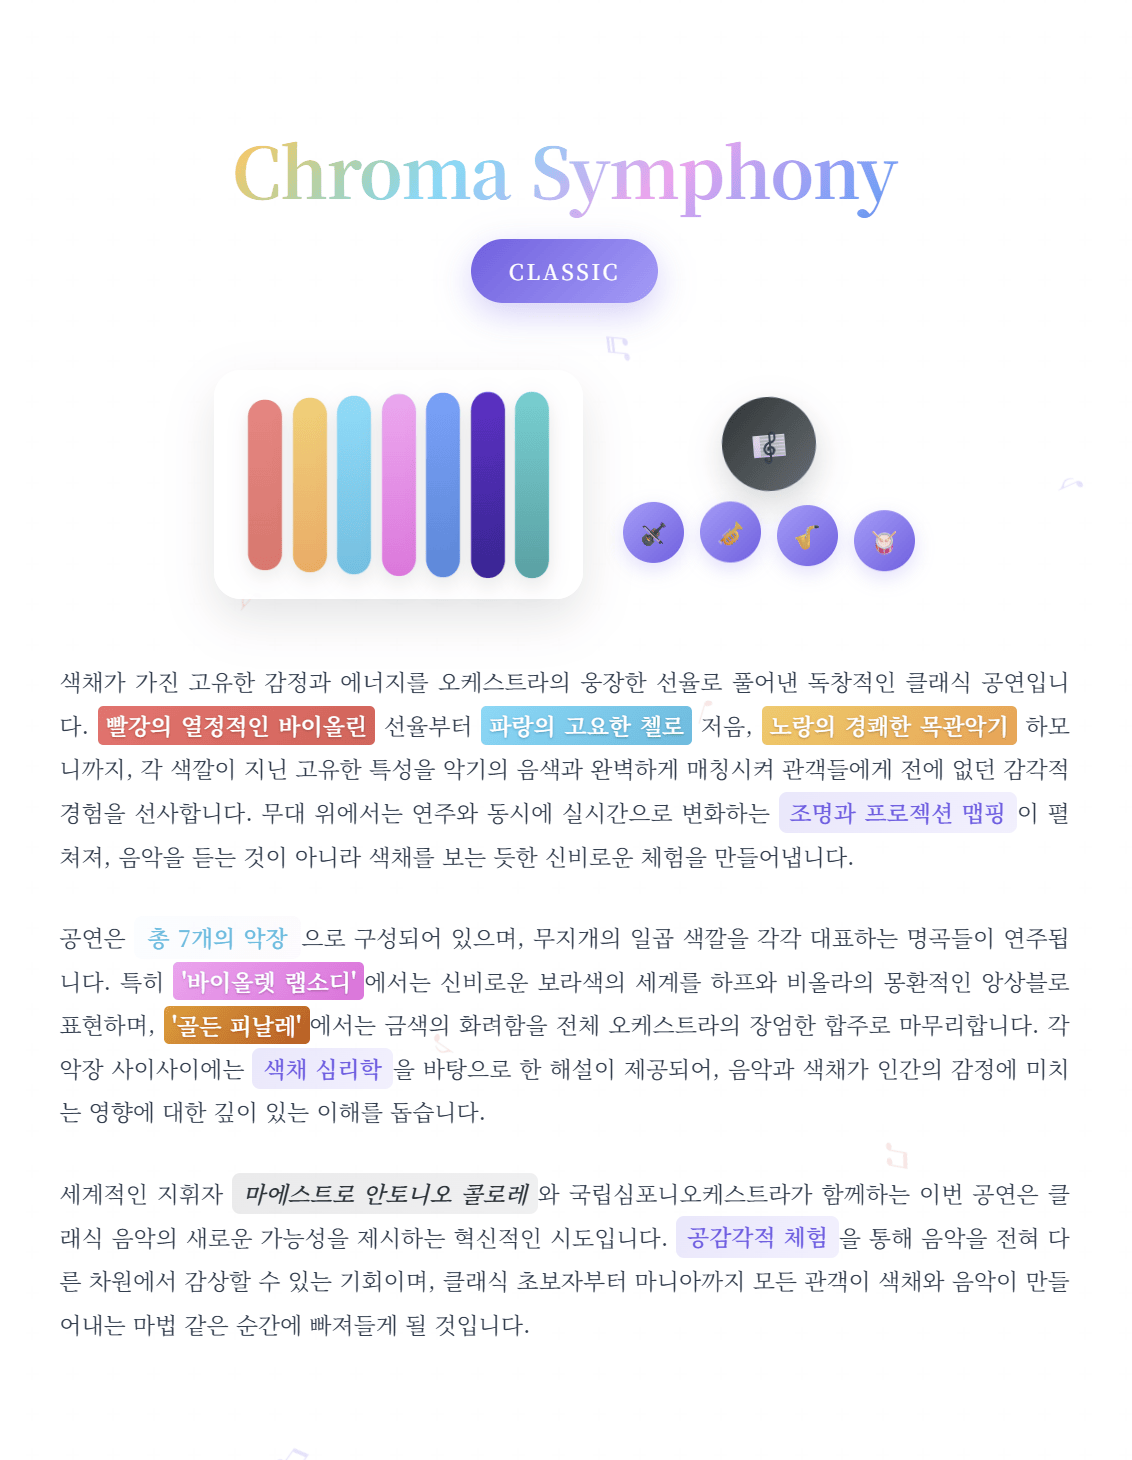 Chroma Symphony
CLASSIC
색채가 가진 고유한 감정과 에너지를 오케스트라의 웅장한 선율로 풀어낸 독창적인 클래식 공연입니
다. 빨강의 열정적인 바이올린 선율부터 파랑의 고요한 첼로 저음, 노랑의 경쾌한 목관악기 하모
니까지, 각 색깔이 지닌 고유한 특성을 악기의 음색과 완벽하게 매칭시켜 관객들에게 전에 없던 감각적
경험을 선사합니다. 무대 위에서는 연주와 동시에 실시간으로 변화하는 조명과 프로젝션 맵핑이 펼
쳐져, 음악을 듣는 것이 아니라 색채를 보는 듯한 신비로운 체험을 만들어냅니다.
공연은 총 7개의 악장으로 구성되어 있으며, 무지개의 일곱 색깔을 각각 대표하는 명곡들이 연주됩
니다. 특히 '바이올렛 랩소디'에서는 신비로운 보라색의 세계를 하프와 비올라의 몽환적인 앙상블로
표현하며, '골든 피날레'에서는 금색의 화려함을 전체 오케스트라의 장엄한 합주로 마무리합니다. 각
악장 사이사이에는 색채 심리학을 바탕으로 한 해설이 제공되어, 음악과 색채가 인간의 감정에 미치
는 영향에 대한 깊이 있는 이해를 돕습니다.
세계적인 지휘자 마에스트로 안토니오 콜로레와 국립심포니오케스트라가 함께하는 이번 공연은 클
래식 음악의 새로운 가능성을 제시하는 혁신적인 시도입니다. 공감각적 체험을 통해 음악을 전혀 다
른 차원에서 감상할 수 있는 기회이며, 클래식 초보자부터 마니아까지 모든 관객이 색채와 음악이 만들
어내는 마법 같은 순간에 빠져들게 될 것입니다.